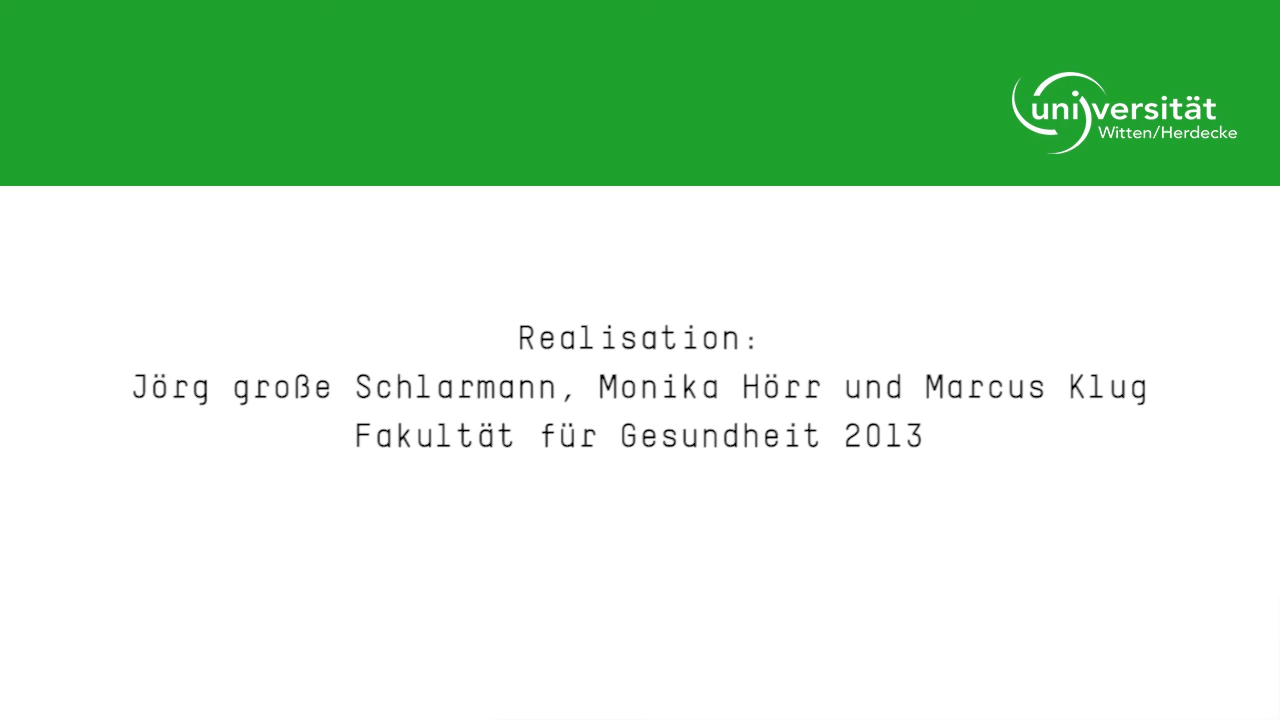 universität
Witten/Herdecke
Realisation:
Jörg große Schlarmann, Monika Hörr und Marcus Klug
Fakultät für Gesundheit 2013